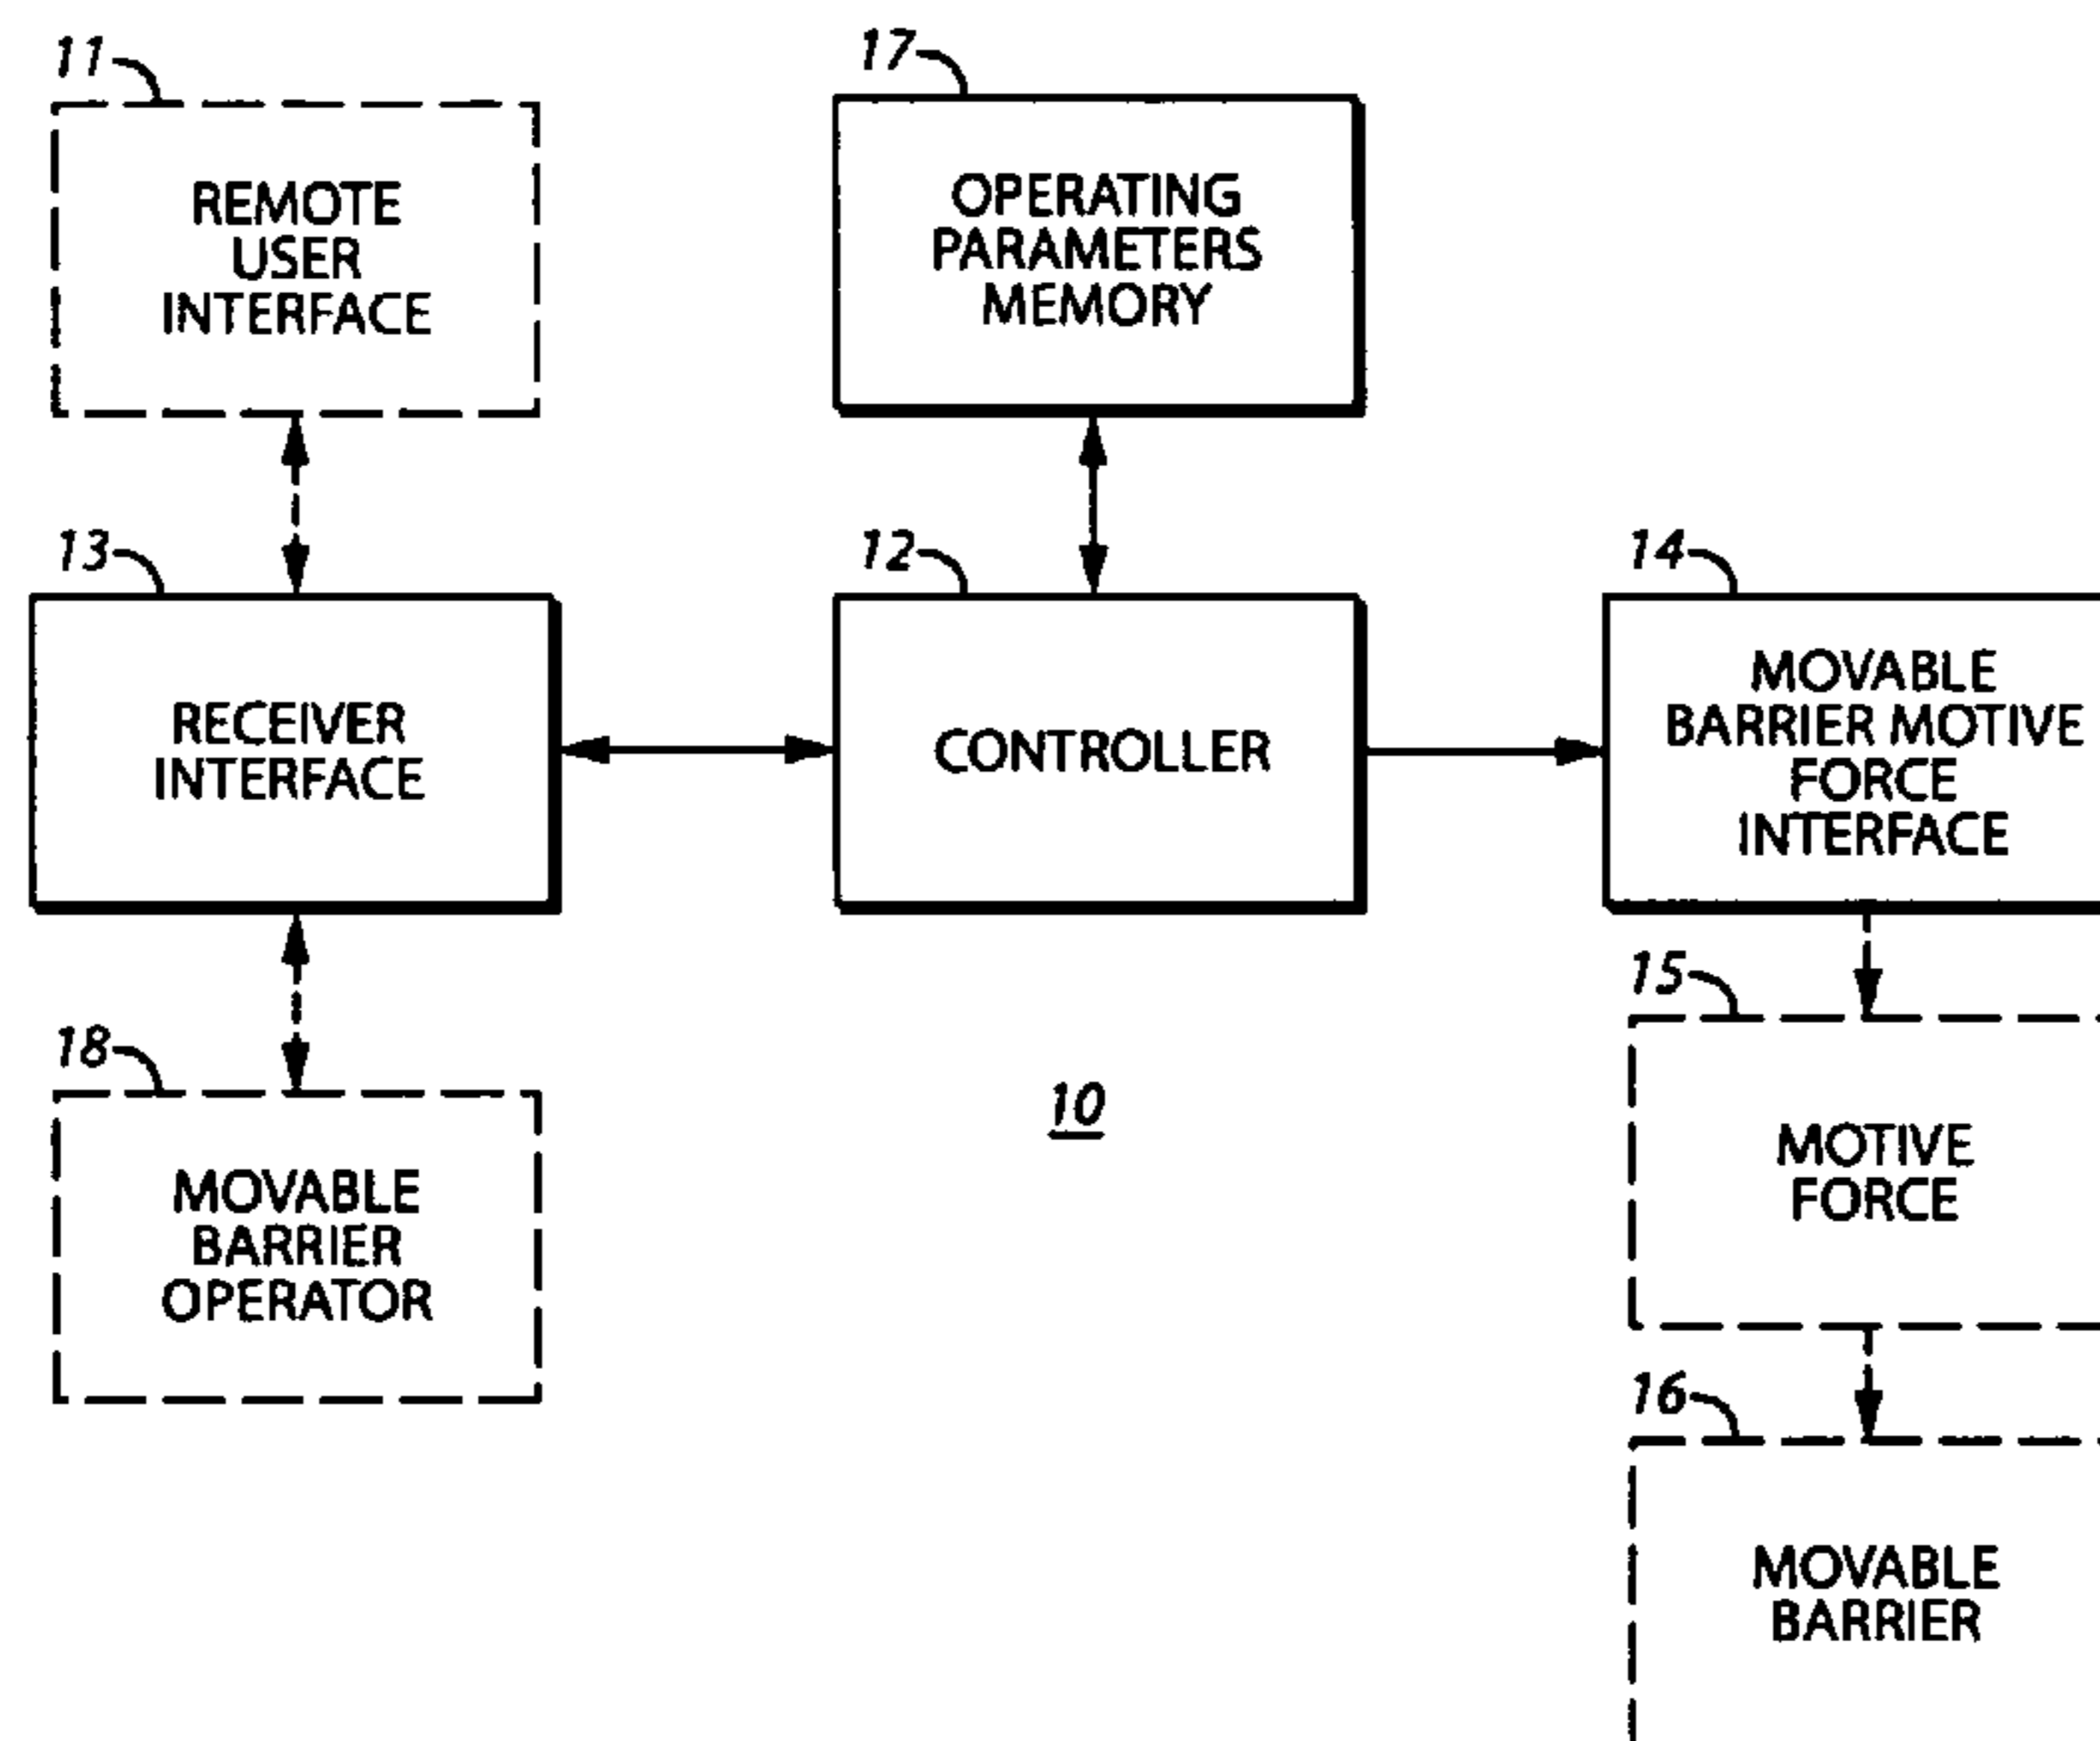 11
REMOTE
USER
INTERFACE
17
OPERATING
PARAMETERS
MEMORY
13
RECEIVER
INTERFACE
12
CONTROLLER
14
MOVABLE
BARRIER MOTIVE
FORCE
INTERFACE
18
MOVABLE
BARRIER
OPERATOR
10
15
MOTIVE
FORCE
16
MOVABLE
BARRIER